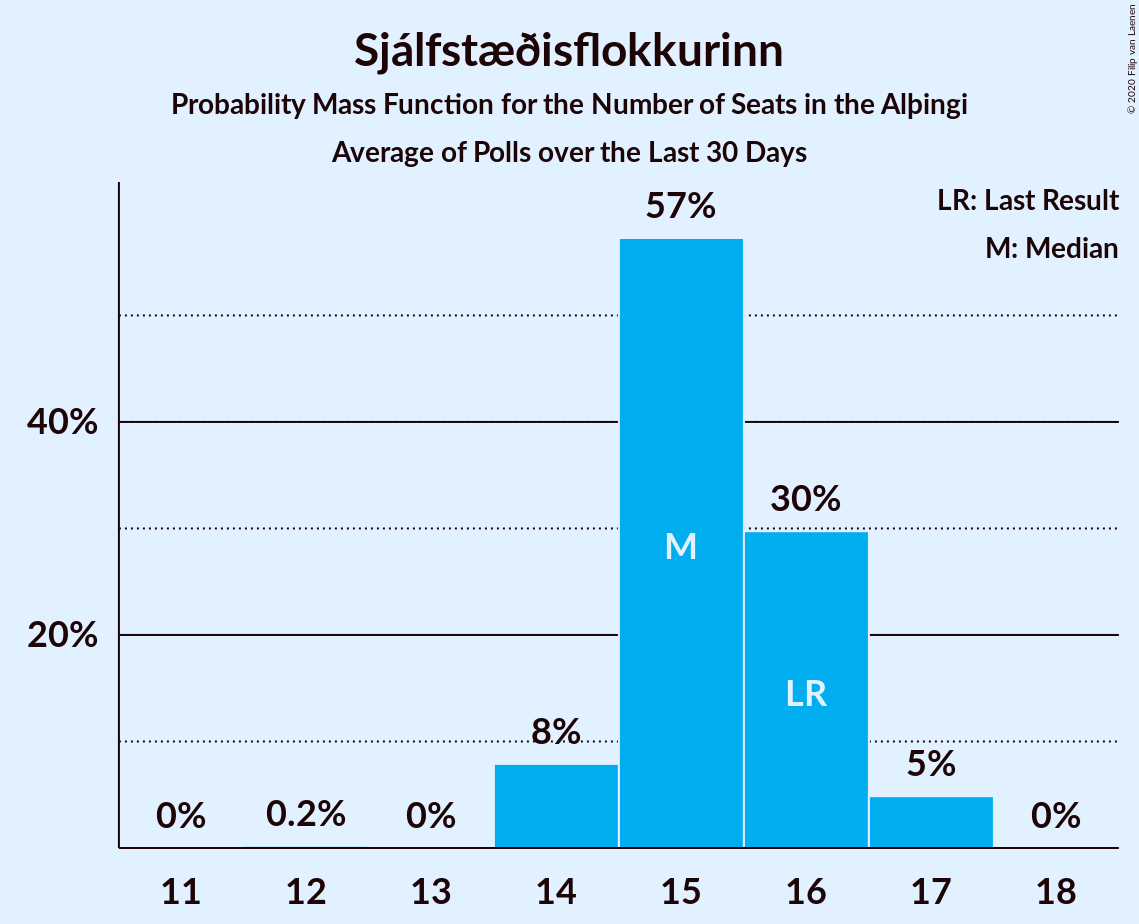 Sjálfstæðisflokkurinn
Probability Mass Function for the Number of Seats in the Alþingi
Average of Polls over the Last 30 Days
© 2020 Filip van Laenen
LR: Last Result
M: Median
57%
40%
30%
M
20%
LR
8%
5%
0%
0.2%
0%
0%
11 12 13 14 15 16 17 18